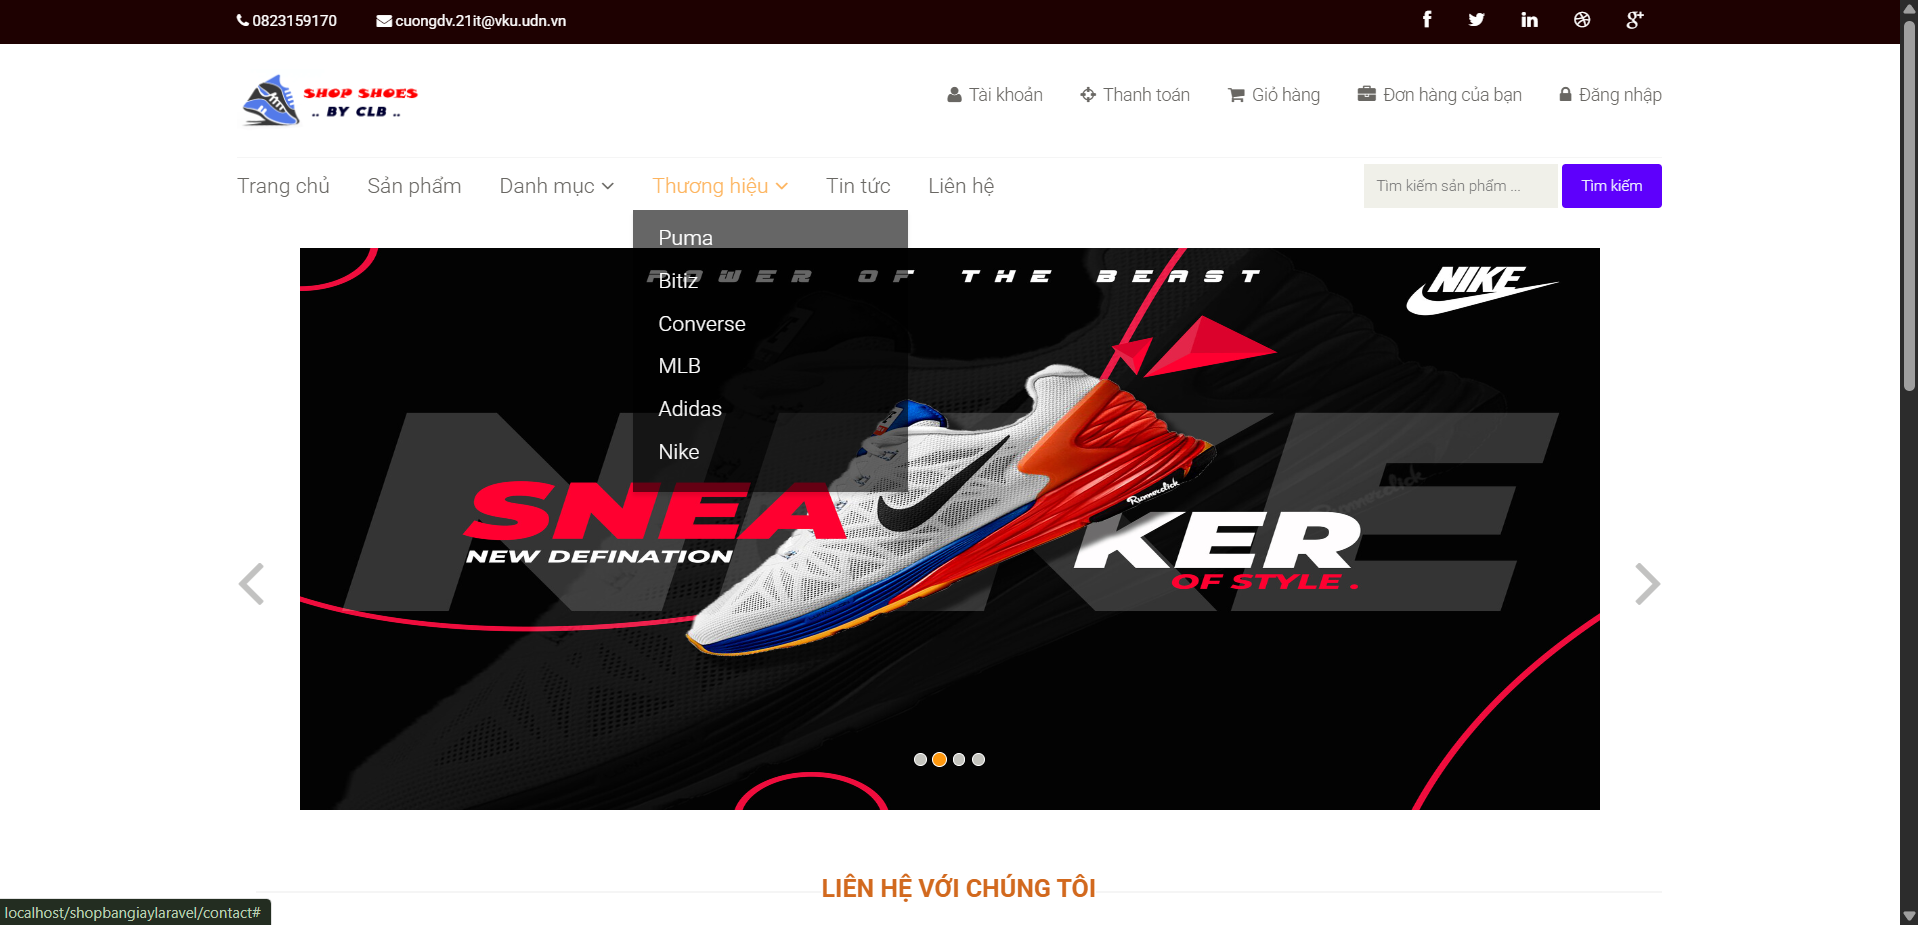 0823159170 cuongdv.21it@vku.udn.vn
SHOP SHOES
.. BY CLB ..
Tài khoản Thanh toán Giỏ hàng Đơn hàng của bạn Đăng nhập
Trang chủ Sản phẩm Danh mục Thương hiệu Tin tức Liên hệ Tìm kiếm sản phẩm ... Tìm kiếm
Puma
Bitiz
Converse
MLB
Adidas
Nike
POWER OF THE BEAST
NIKE
NIKE
SNEA KER
NEW DEFINATION
OF STYLE .
Runnerclick
Runnerclick
LIÊN HỆ VỚI CHÚNG TÔI
localhost/shopbangiaylaravel/contact#